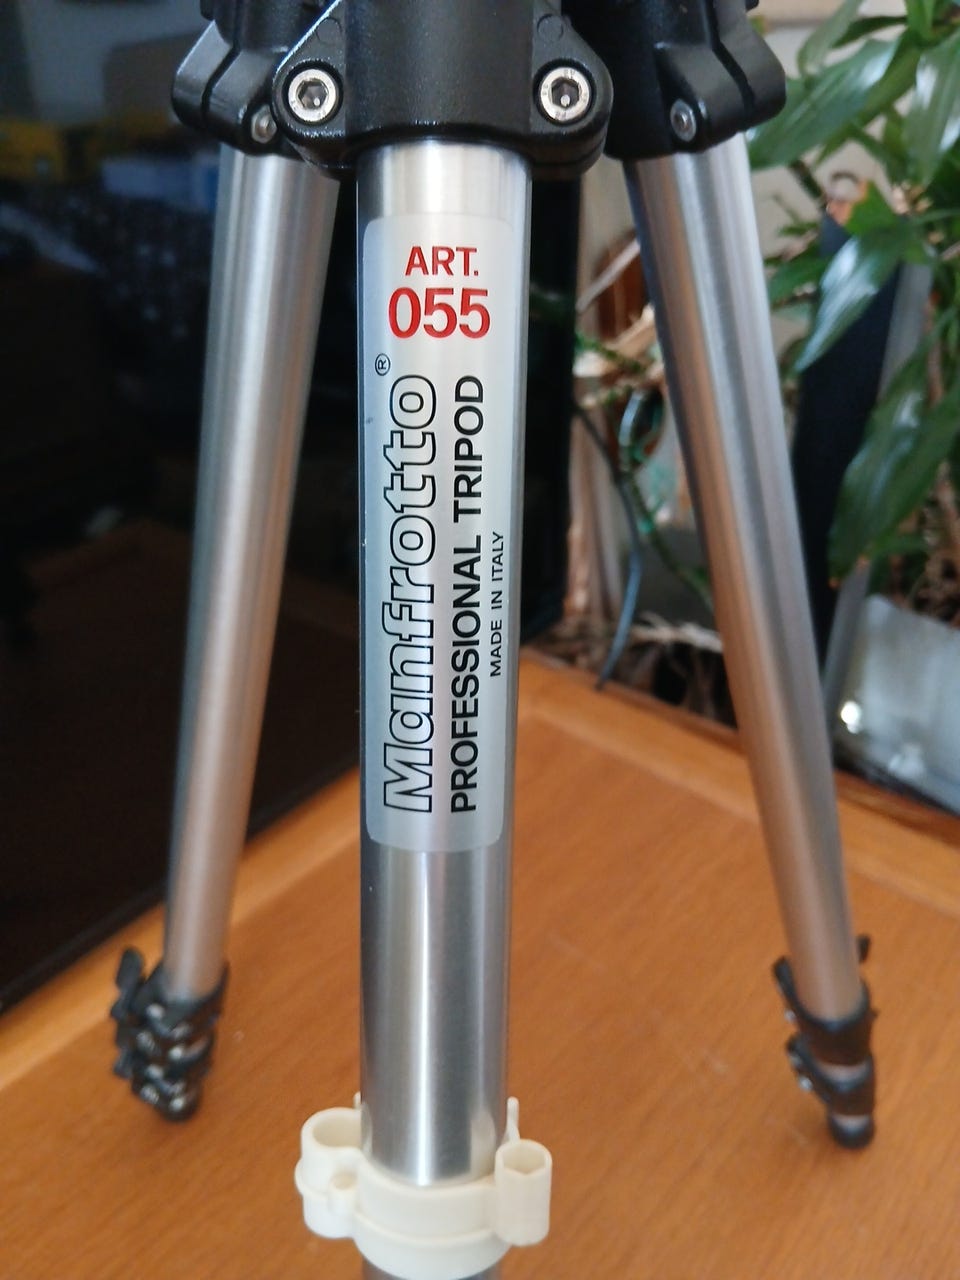 ART.
055
Manfrotto®
PROFESSIONAL TRIPOD
MADE IN ITALY